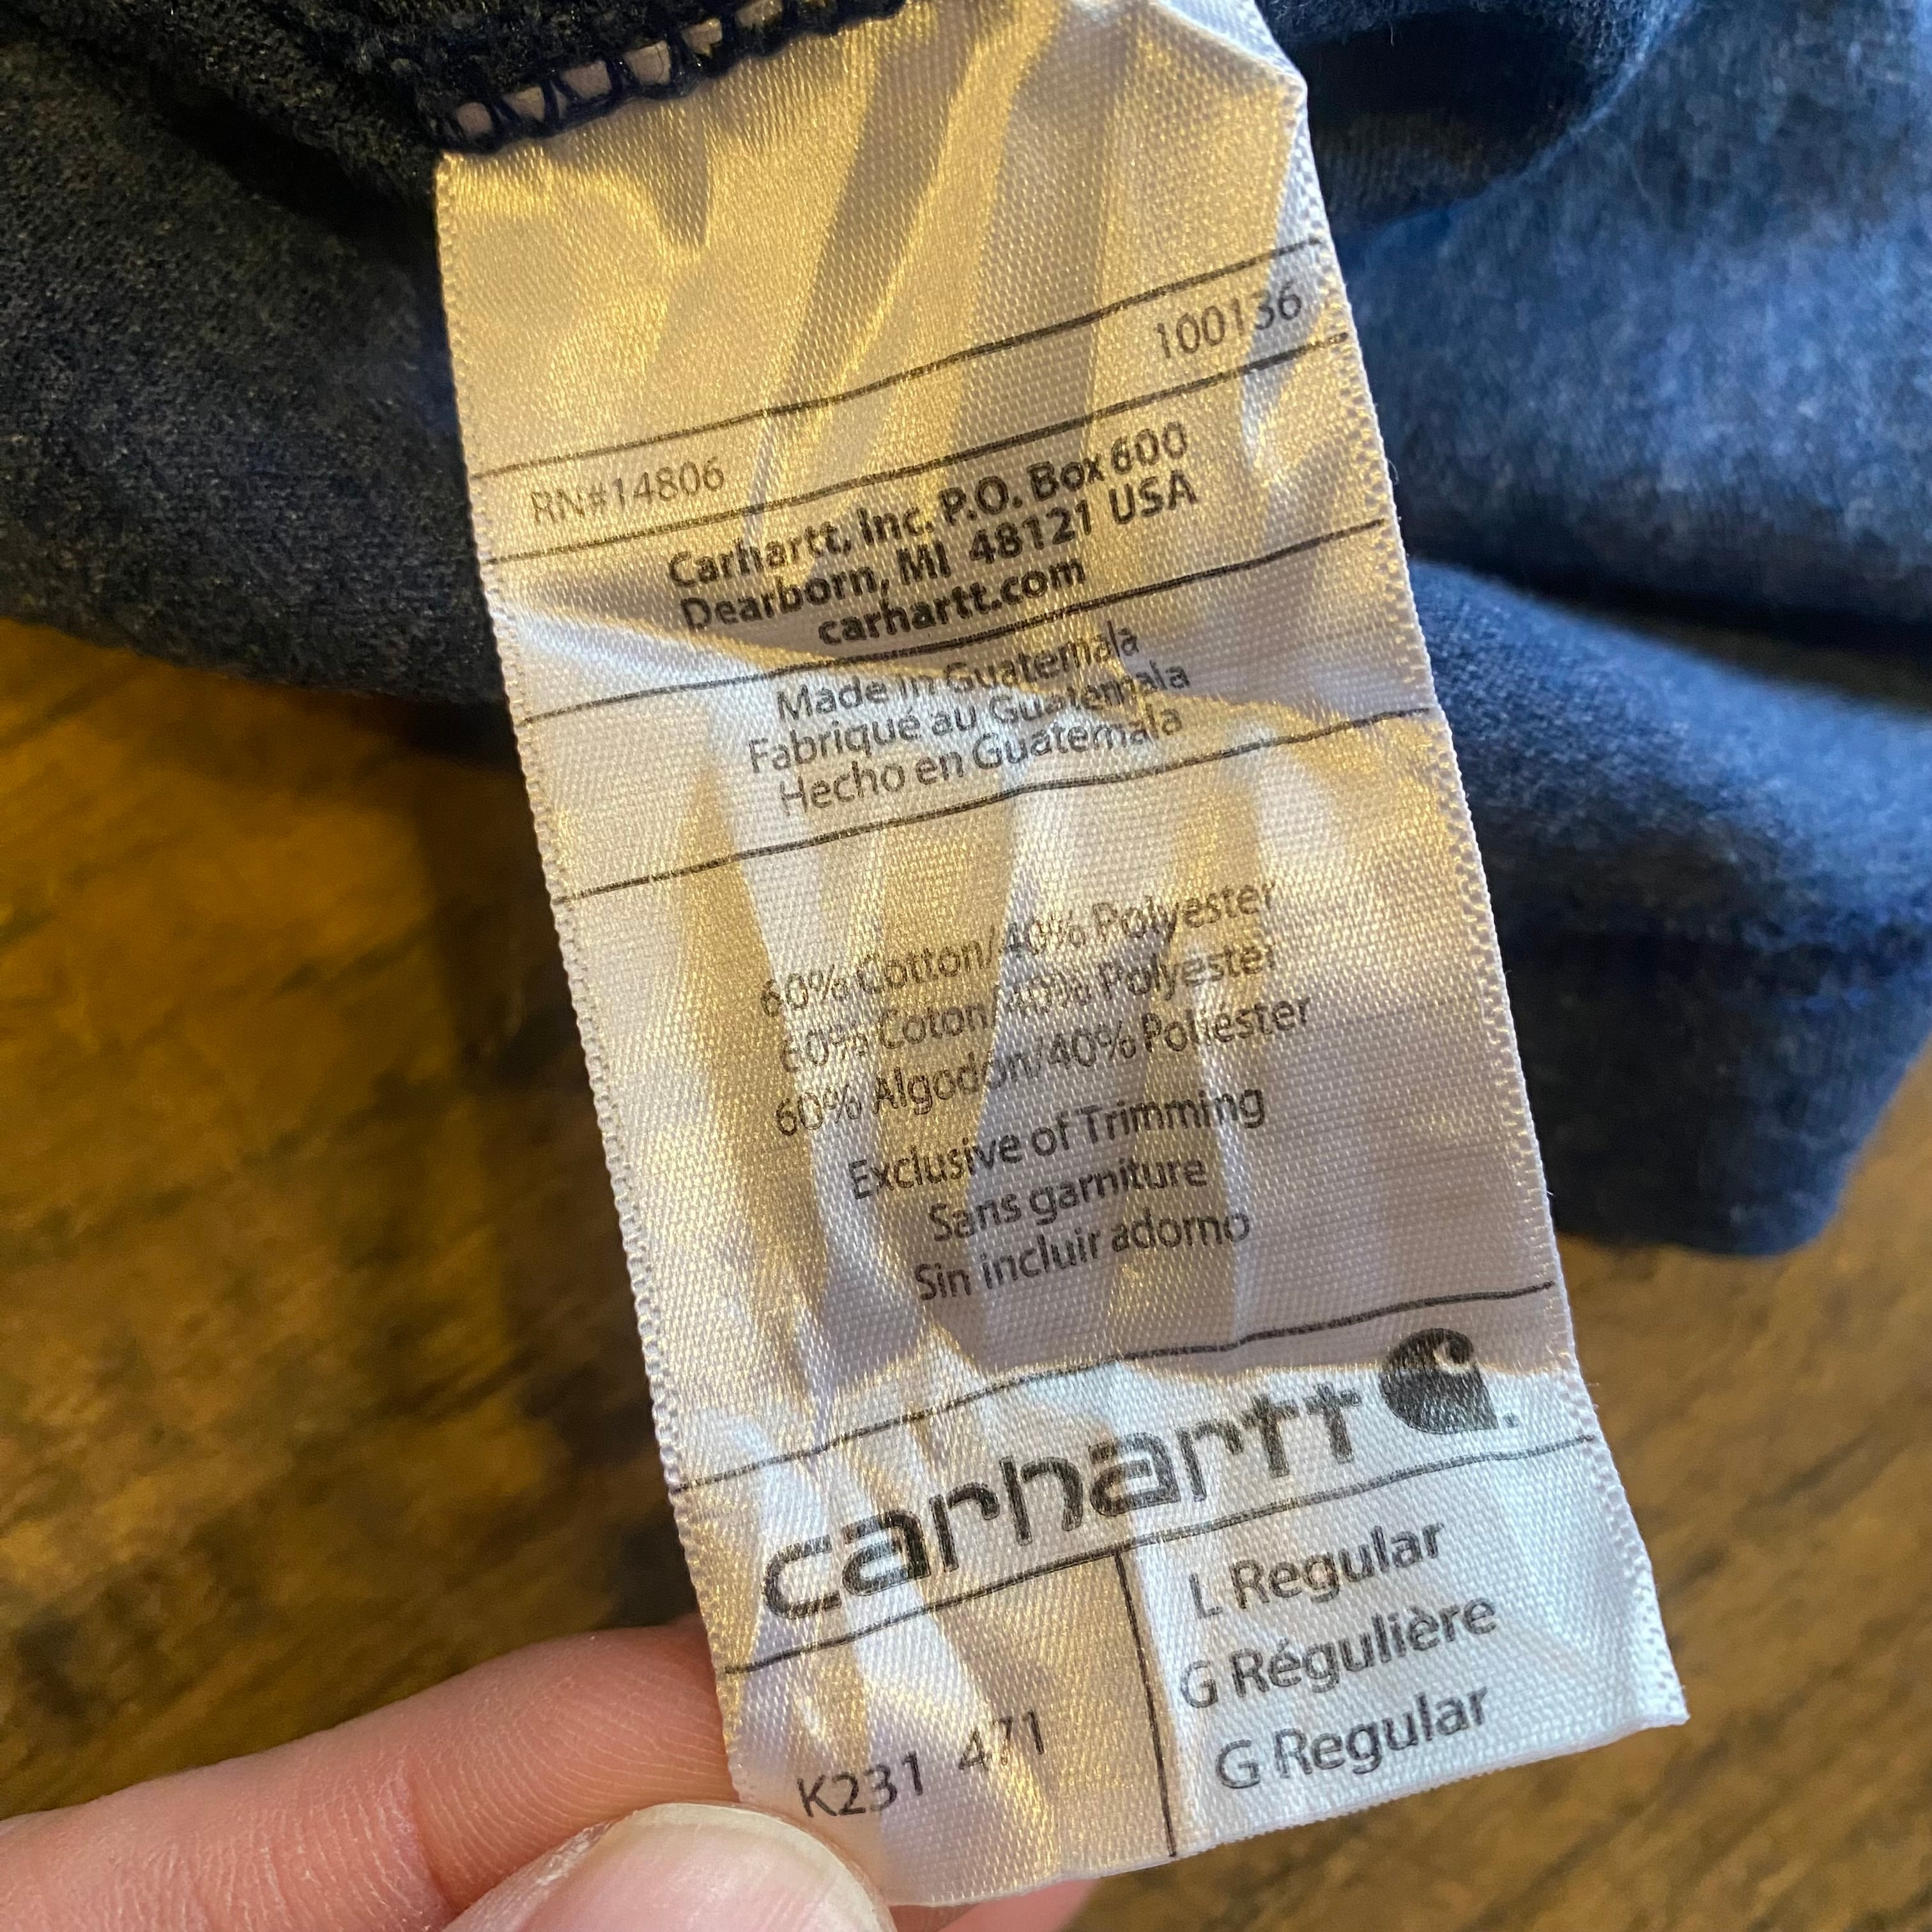 RN#14806 100136
Carhartt, Inc. P.O. Box 600
Dearborn, MI 48121 USA
carhartt.com
Made in Guatemala
Fabriqué au Guatemala
Hecho en Guatemala
60% Cotton/40% Polyester
60% Coton/40% Polyester
60% Algodon/40% Poliéster
Exclusive of Trimming
Sans garniture
Sin incluir adorno
carhartt
K231 471
L Regular
G Régulière
G Regular